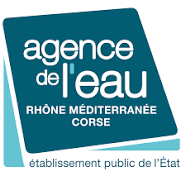 agence
de l'eau
RHÔNE MÉDITERRANÉE
CORSE
établissement public de l'État